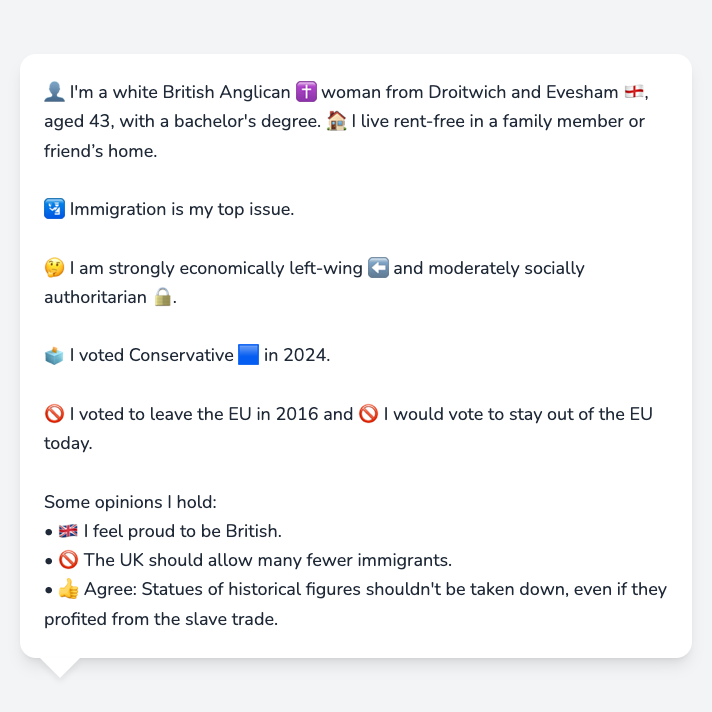 👤 I'm a white British Anglican ✝️ woman from Droitwich and Evesham 🏴󠁧󠁢󠁥󠁮󠁧󠁿,
aged 43, with a bachelor's degree. 🏠 I live rent-free in a family member or
friend’s home.
🛂 Immigration is my top issue.
🤔 I am strongly economically left-wing ⬅️ and moderately socially
authoritarian 🔒.
🗳️ I voted Conservative 🟦 in 2024.
🚫 I voted to leave the EU in 2016 and 🚫 I would vote to stay out of the EU
today.
Some opinions I hold:
• 🇬🇧 I feel proud to be British.
• 🚫 The UK should allow many fewer immigrants.
• 👍 Agree: Statues of historical figures shouldn't be taken down, even if they
profited from the slave trade.